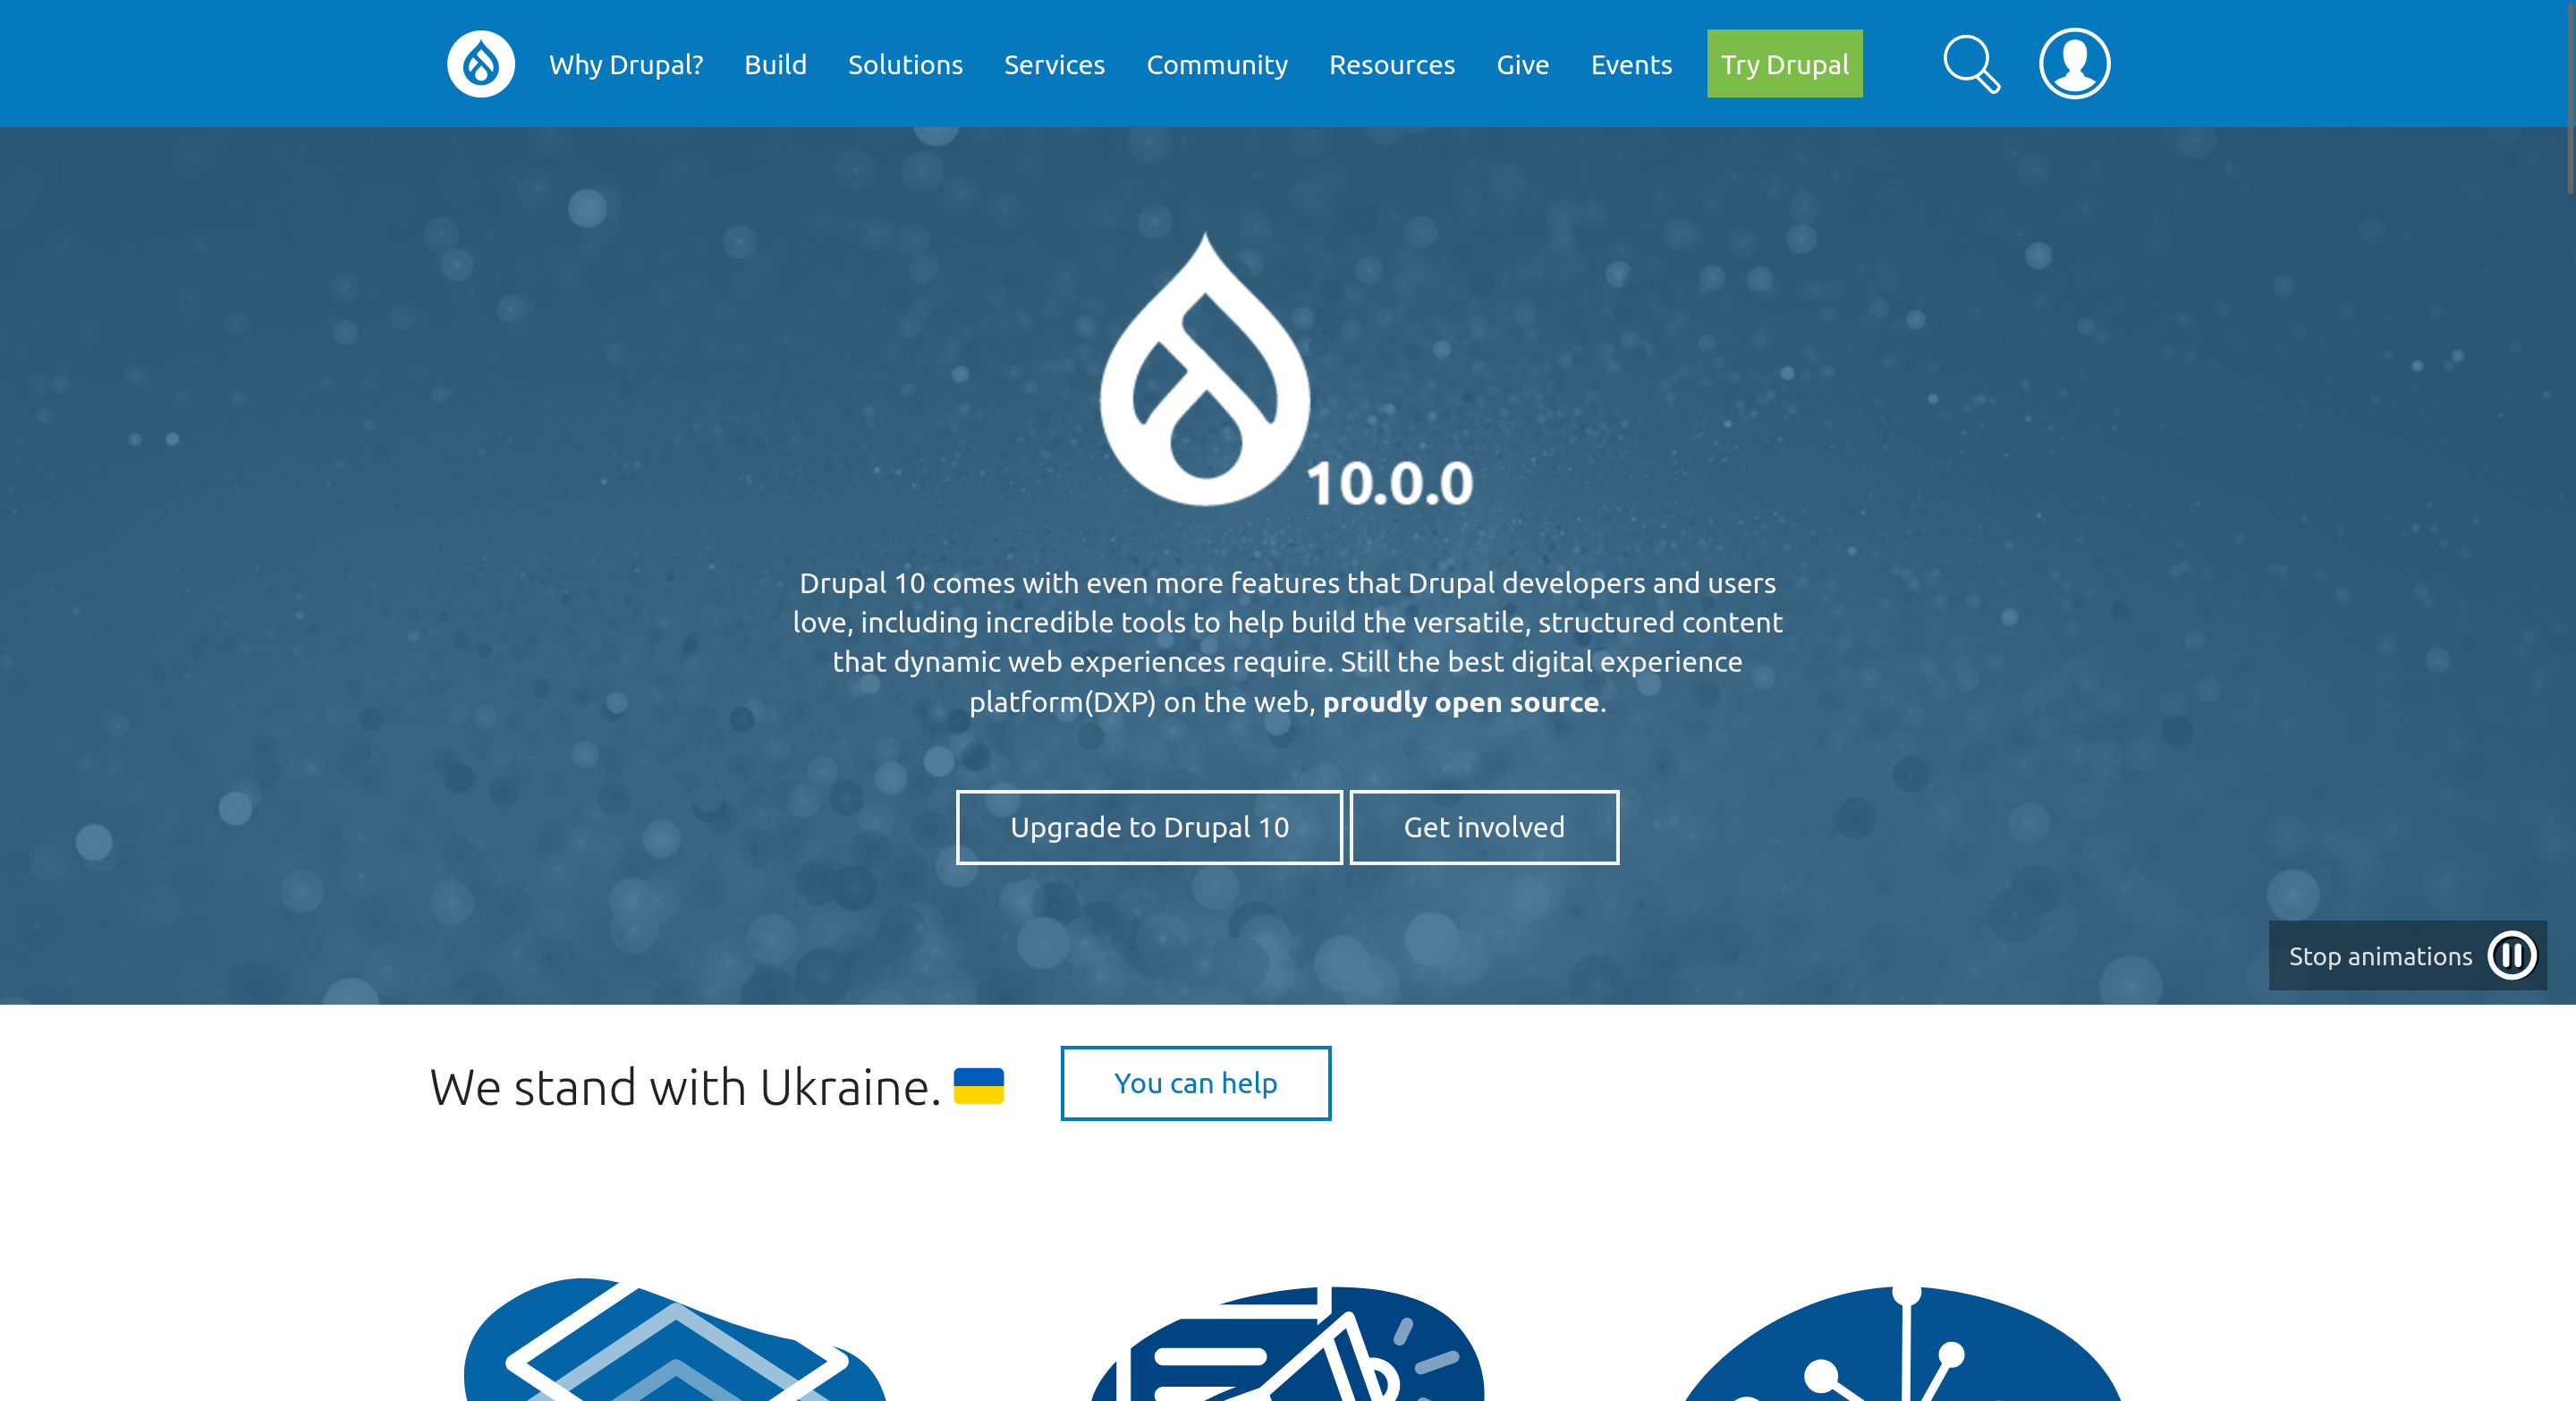 Why Drupal? Build Solutions Services Community Resources Give Events Try Drupal
10.0.0
Drupal 10 comes with even more features that Drupal developers and users
love, including incredible tools to help build the versatile, structured content
that dynamic web experiences require. Still the best digital experience
platform(DXP) on the web, proudly open source.
Upgrade to Drupal 10 Get involved
Stop animations
We stand with Ukraine. 🇺🇦 You can help